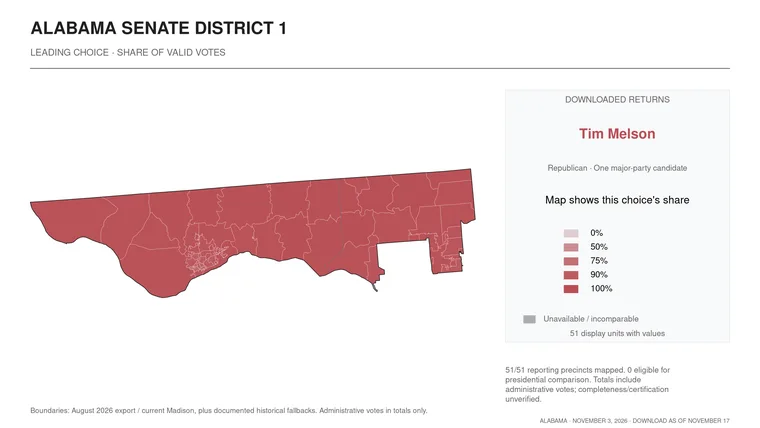 ALABAMA SENATE DISTRICT 1
LEADING CHOICE · SHARE OF VALID VOTES
DOWNLOADED RETURNS
Tim Melson
Republican · One major-party candidate
Map shows this choice's share
0%
50%
75%
90%
100%
Unavailable / incomparable
51 display units with values
51/51 reporting precincts mapped. 0 eligible for
presidential comparison. Totals include
administrative votes; completeness/certification
unverified.
Boundaries: August 2026 export / current Madison, plus documented historical fallbacks. Administrative votes in totals only.
ALABAMA · NOVEMBER 3, 2026 · DOWNLOAD AS OF NOVEMBER 17